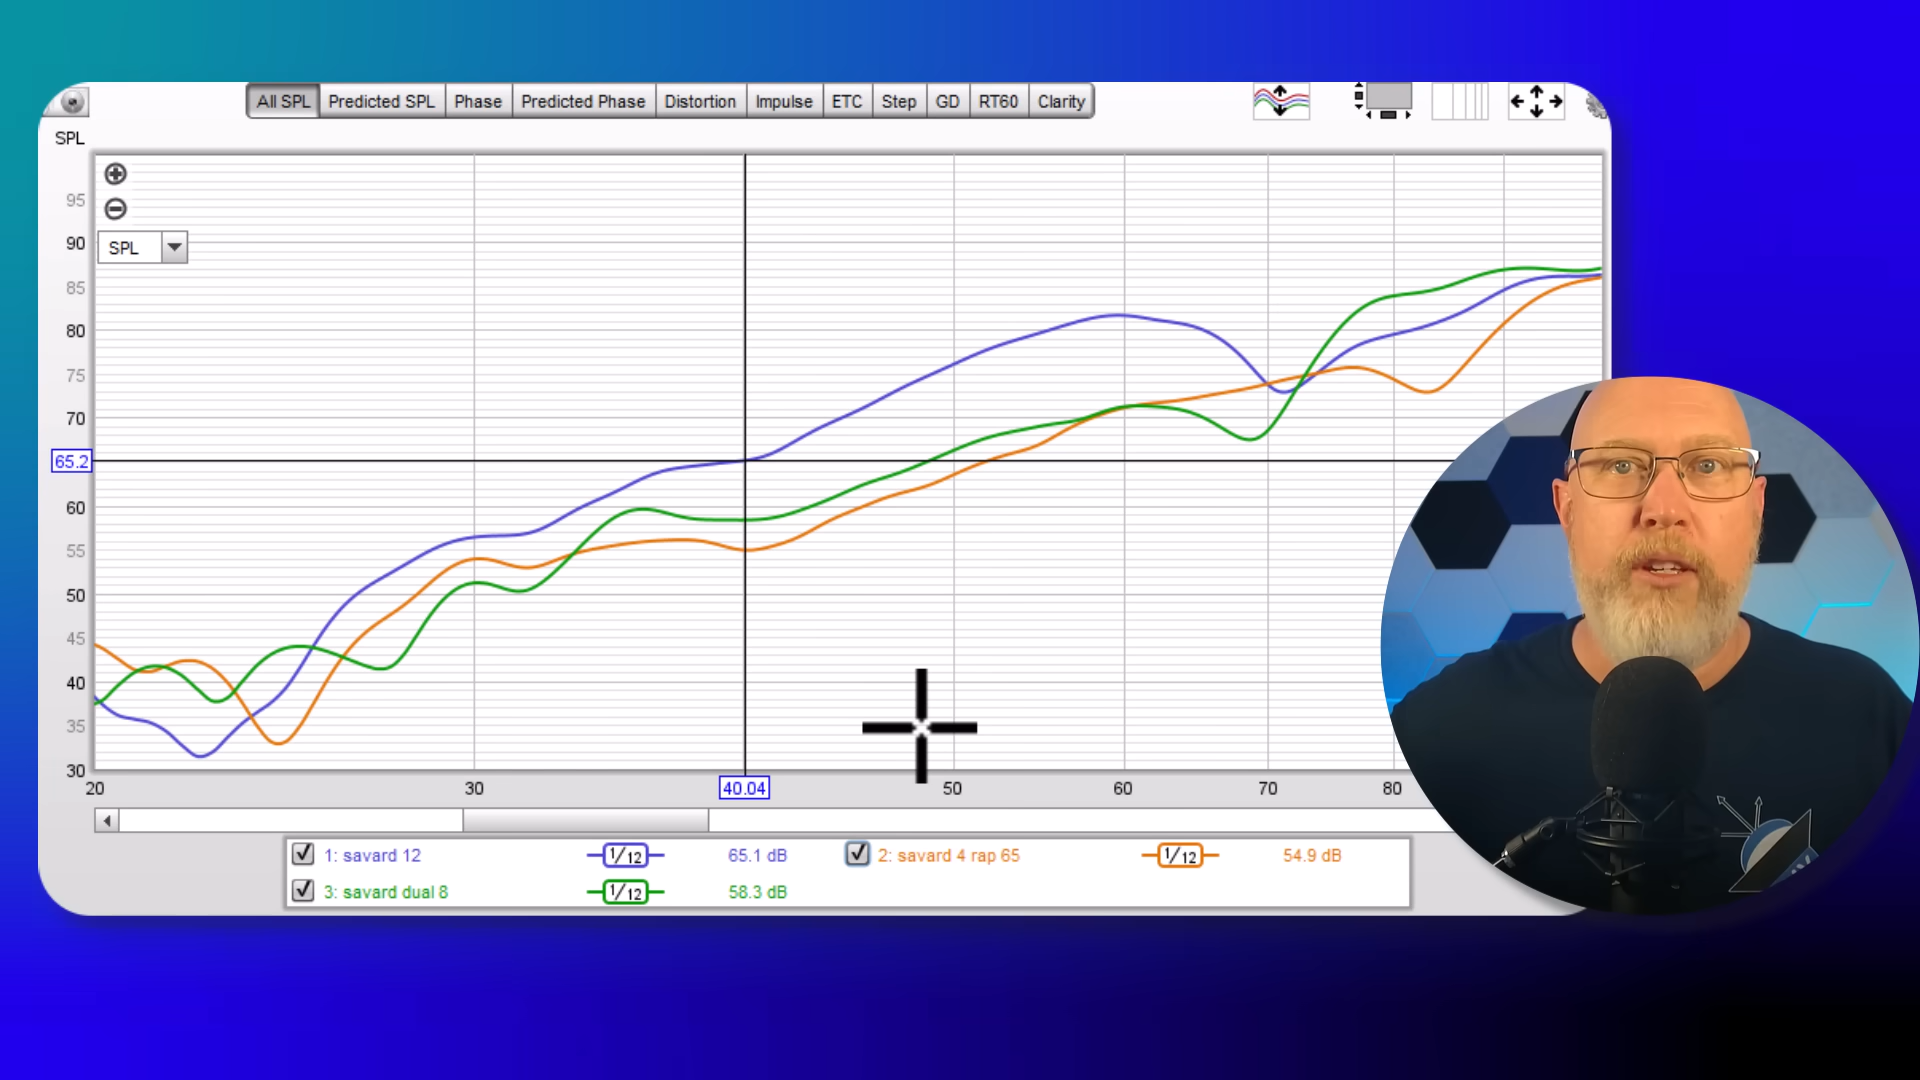 All SPL Predicted SPL Phase Predicted Phase Distortion Impulse ETC Step GD RT60 Clarity
SPL
95
90
SPL
85
80
75
70
65.2
60
55
50
45
40
35
30
20 30 40.04 50 60 70 80
1: savard 12 1/12 65.1 dB 2: savard 4 rap 65 1/12 54.9 dB
3: savard dual 8 1/12 58.3 dB